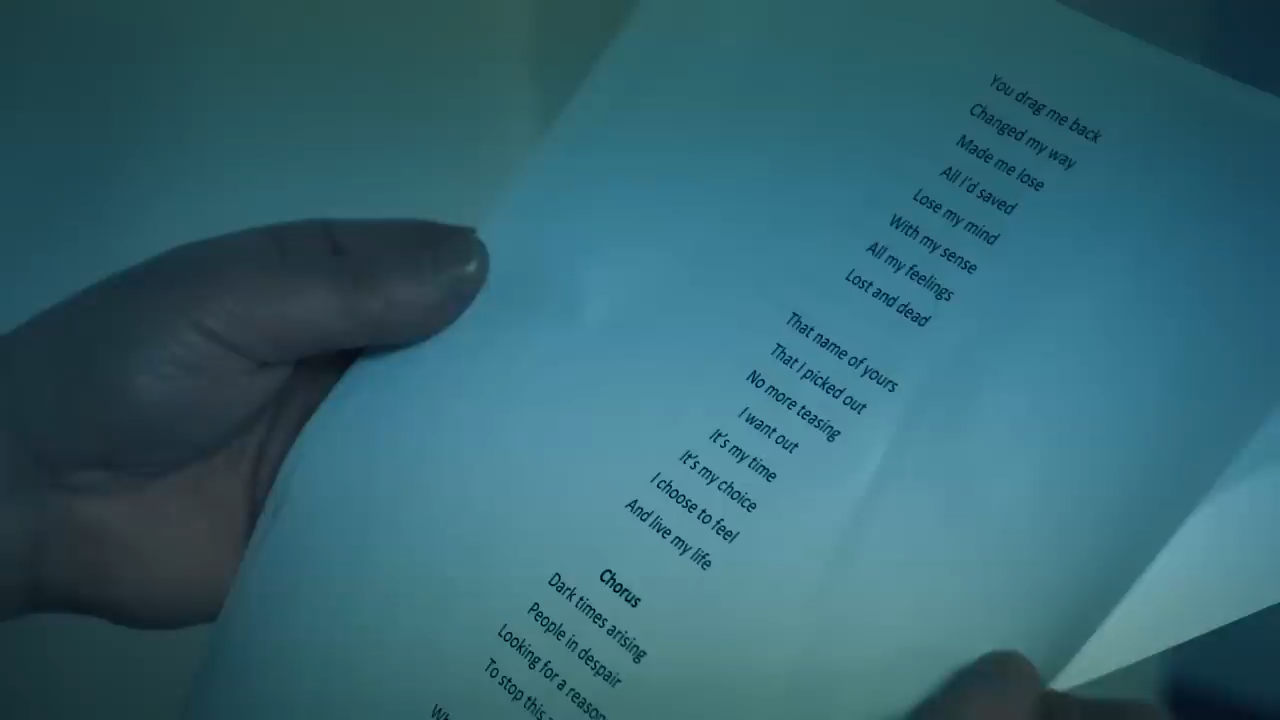 You drag me back
Changed my way
Made me lose
All I'd saved
Lose my mind
With my sense
All my feelings
Lost and dead
That name of yours
That I picked out
No more teasing
I want out
It's my time
It's my choice
I choose to feel
And live my life
Chorus
Dark times arising
People in despair
Looking for a reason
To stop this